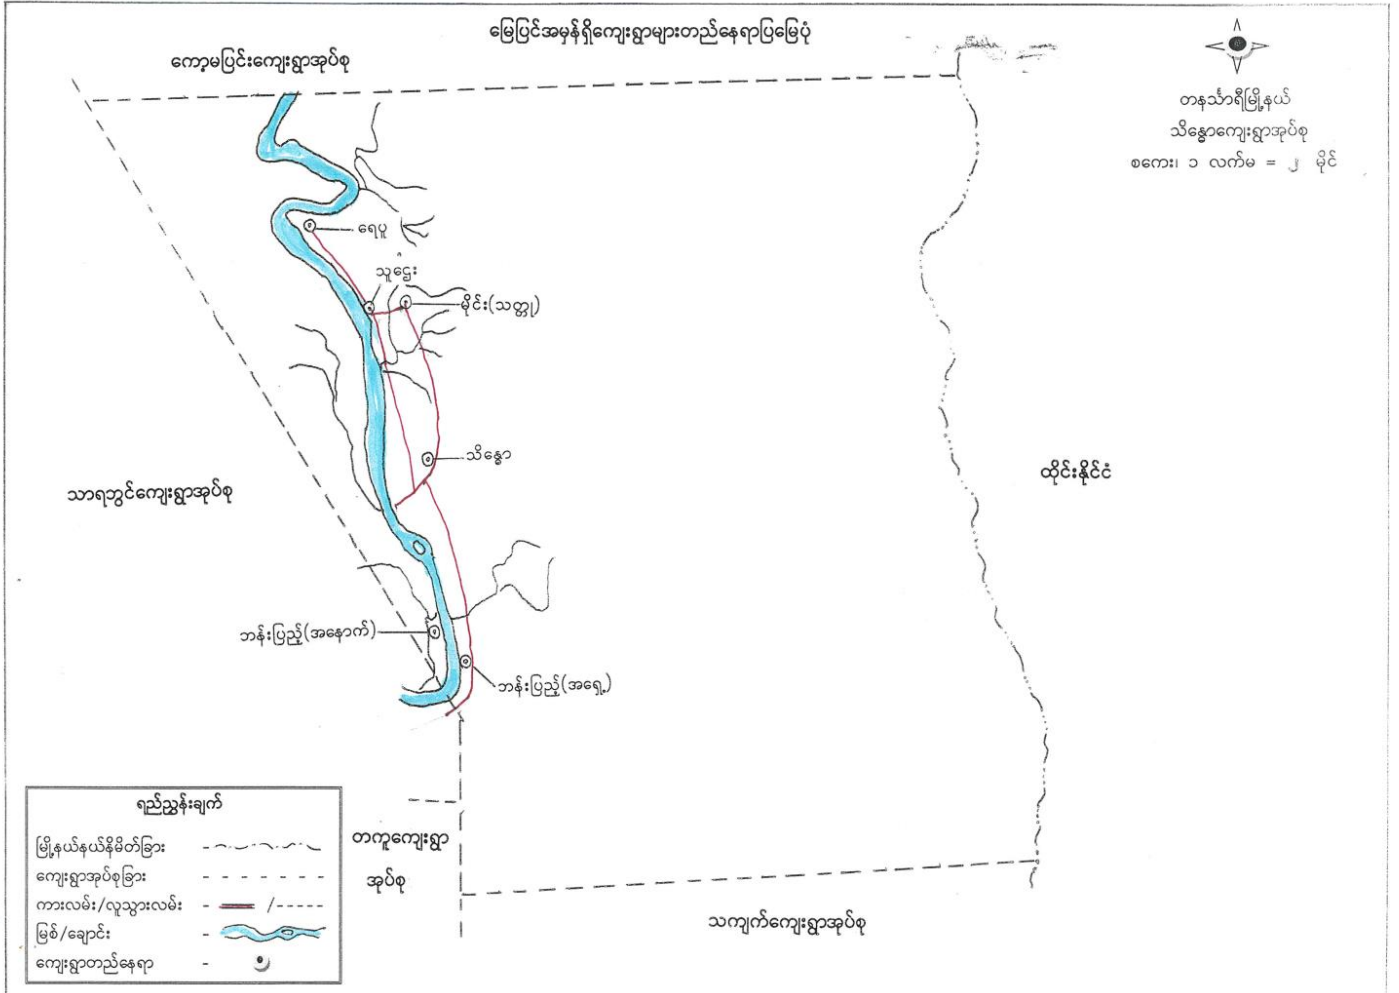 မြေပြင်အမှန်ရှိကျေးရွာများတည်နေရာပြမြေပုံ
ကော့မပြင်းကျေးရွာအုပ်စု
တနင်္သာရီမြို့နယ်
သိန္ဓောကျေးရွာအုပ်စု
စကေး၊ ၁ လက်မ = ၂ မိုင်
ရေပူ
သူဌေး
မိုင်း(သတ္တု)
သိန္ဓော
ထိုင်းနိုင်ငံ
သာရဘွင်ကျေးရွာအုပ်စု
ဘန်းပြည့်(အနောက်)
ဘန်းပြည့်(အရှေ့)
တကူကျေးရွာ
အုပ်စု
သကျက်ကျေးရွာအုပ်စု
ရည်ညွှန်းချက်
မြို့နယ်နယ်နိမိတ်ခြား -
ကျေးရွာအုပ်စုခြား -
ကားလမ်း/လူသွားလမ်း - /
မြစ်/ချောင်း -
ကျေးရွာတည်နေရာ -